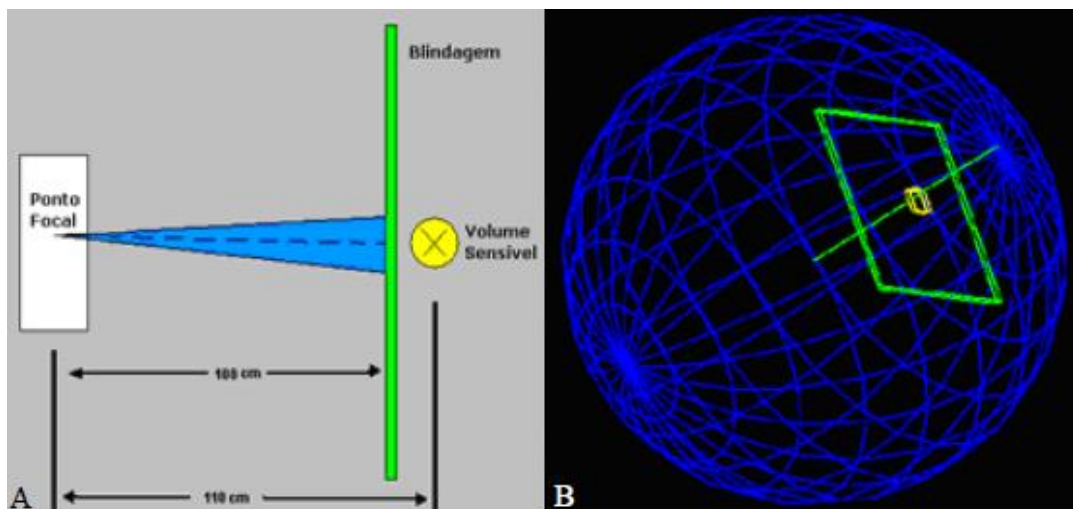 Blindagem
Ponto
Focal
Volume
Sensível
100 cm
110 cm
A
B